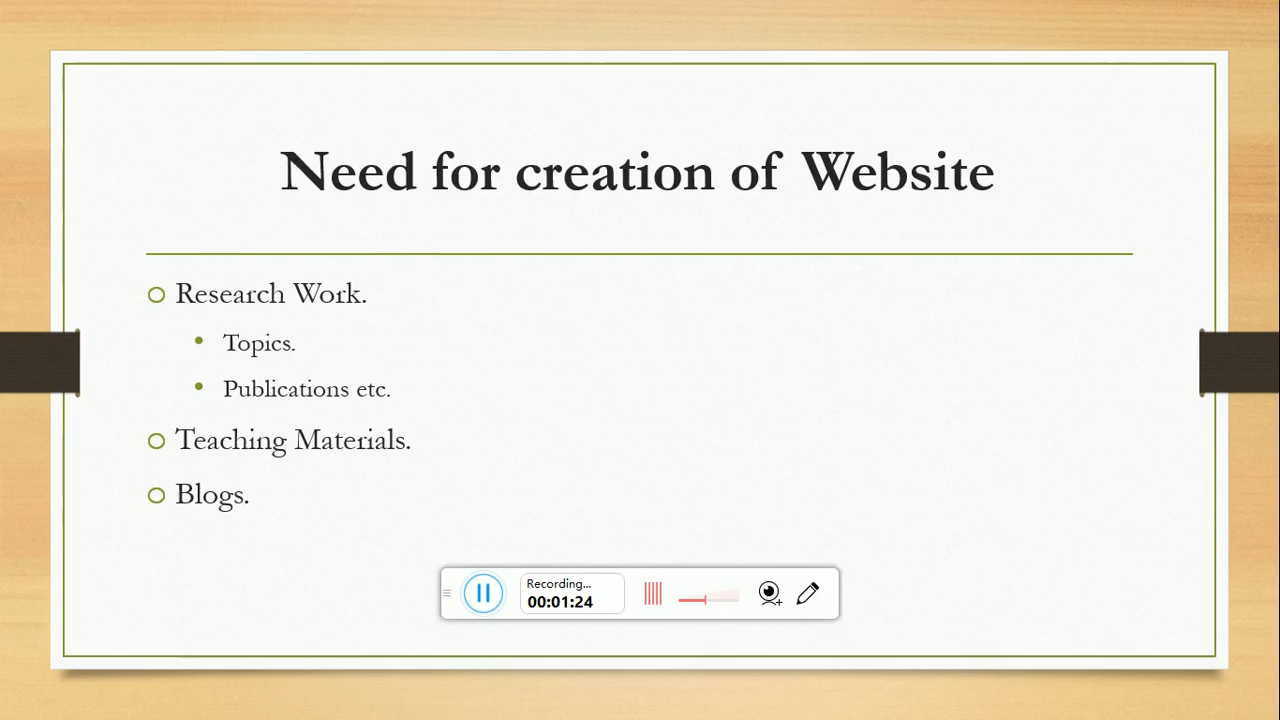 Need for creation of Website
Research Work.
Topics.
Publications etc.
Teaching Materials.
Blogs.
Recording...
00:01:24